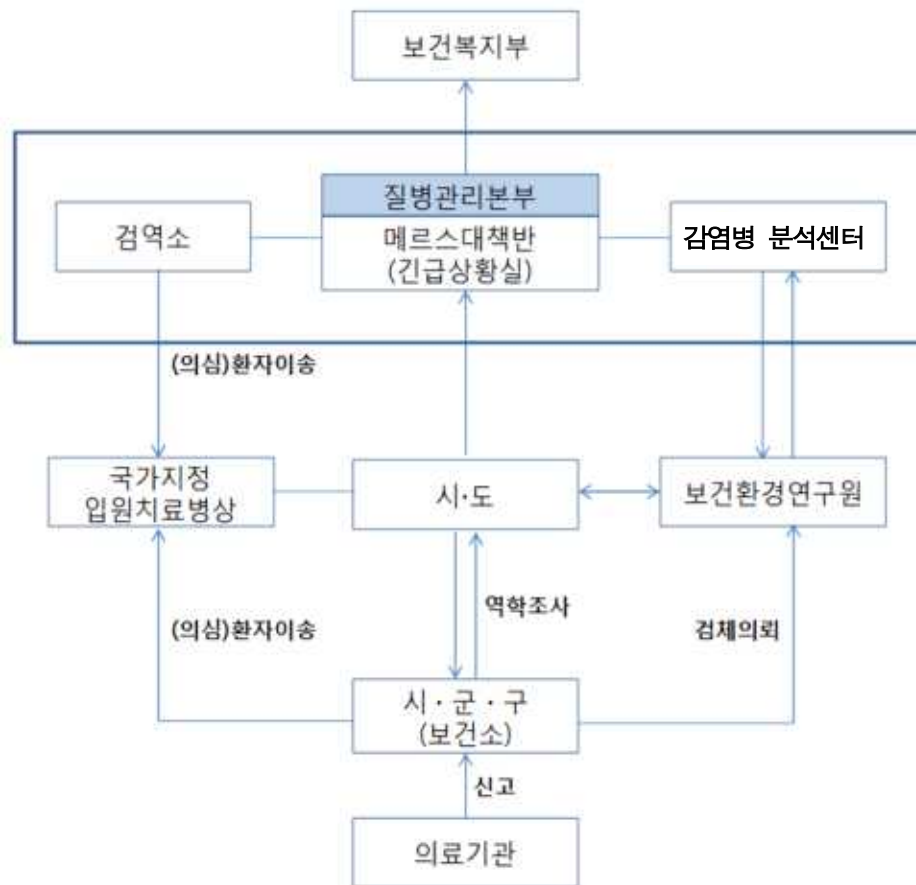 보건복지부
질병관리본부
검역소
메르스대책반
(긴급상황실)
감염병 분석센터
(의심)환자이송
국가지정
입원치료병상
시·도
보건환경연구원
(의심)환자이송
역학조사
검체의뢰
시·군·구
(보건소)
신고
의료기관